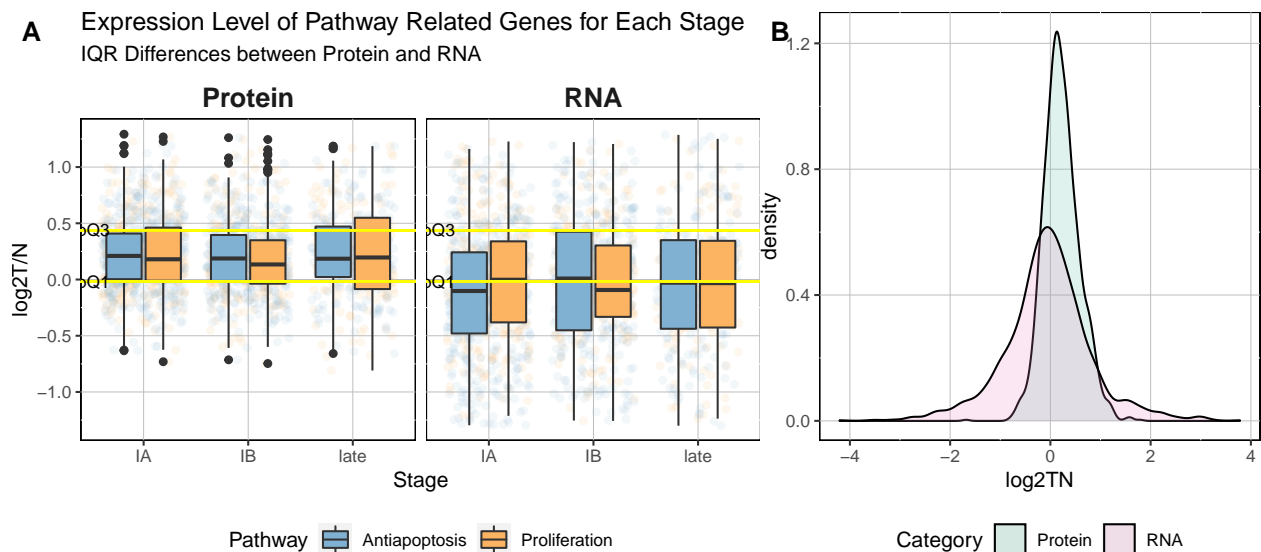 A
Expression Level of Pathway Related Genes for Each Stage
IQR Differences between Protein and RNA
Protein
RNA
log2T/N
1.0
0.5
0.0
−0.5
−1.0
Q3
Q1
Q3
Q1
IA
IB
late
IA
IB
late
Stage
Pathway
Antiapoptosis
Proliferation
B
density
1.2
0.8
0.4
0.0
−4
−2
0
2
4
log2TN
Category
Protein
RNA